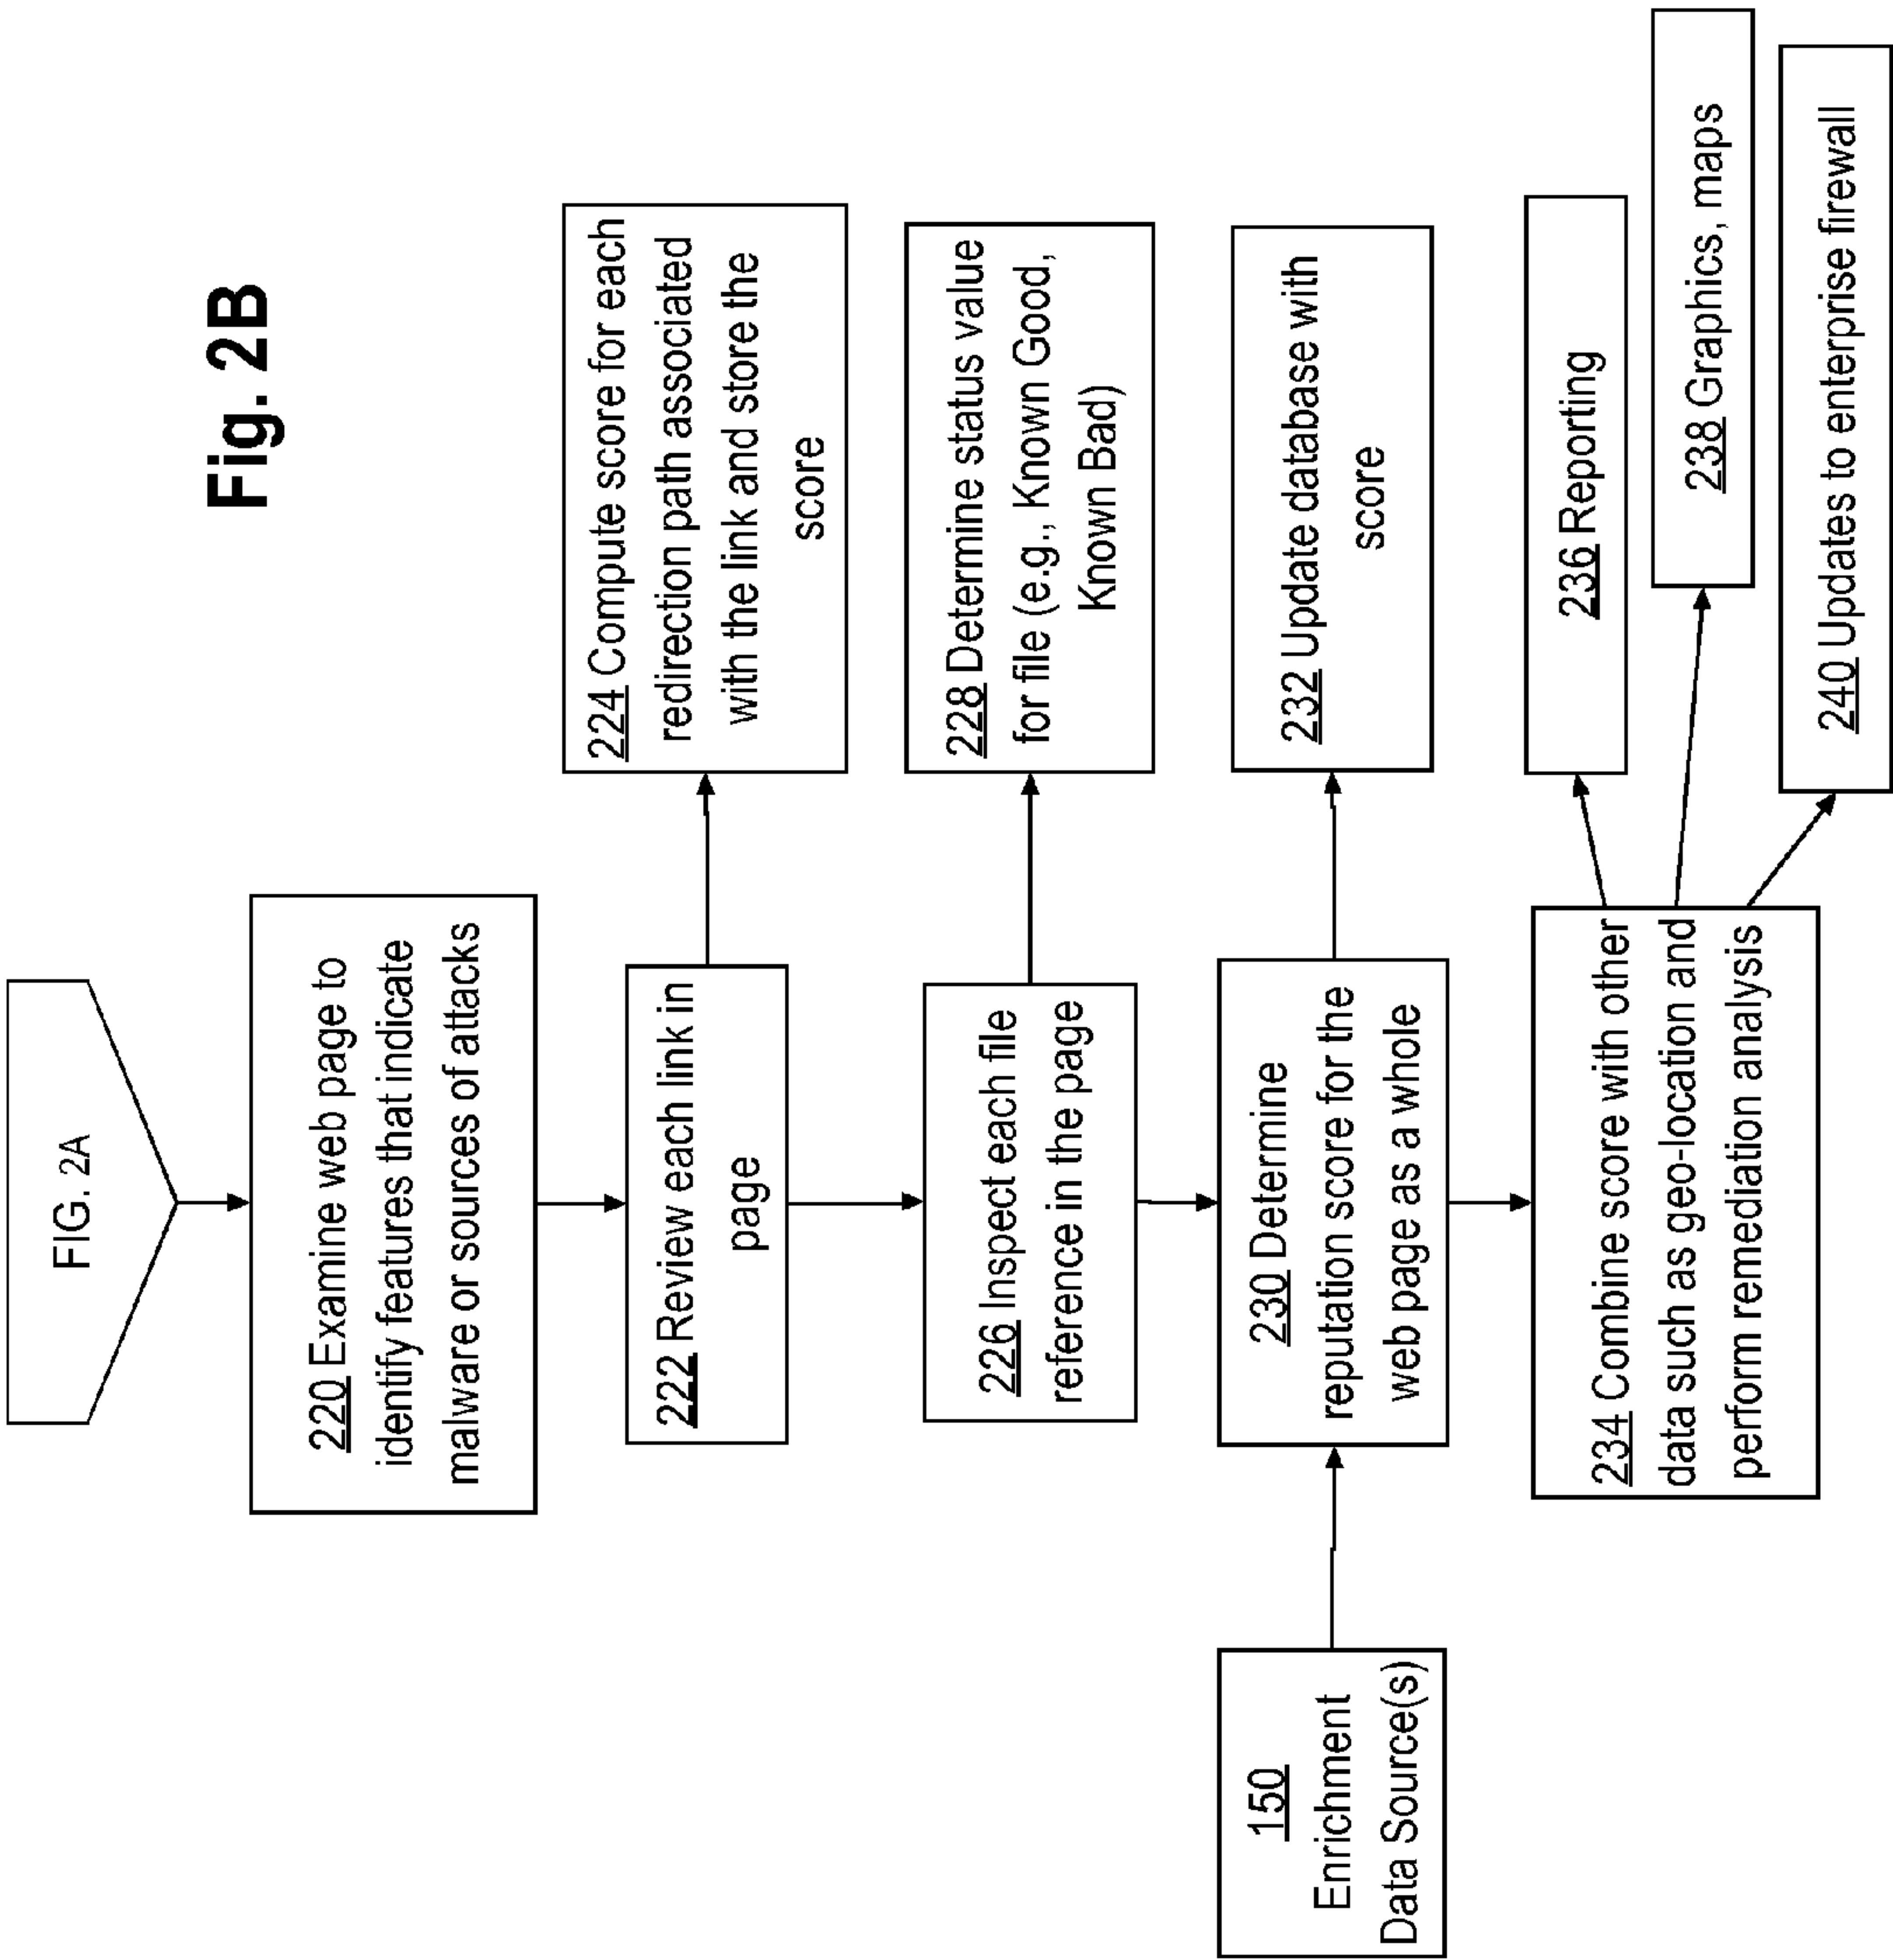 Fig. 2B
FIG. 2A
220 Examine web page to
identify features that indicate
malware or sources of attacks
222 Review each link in
page
224 Compute score for each
redirection path associated
with the link and store the
score
226 Inspect each file
reference in the page
228 Determine status value
for file (e.g., Known Good,
Known Bad)
150
Enrichment
Data Source(s)
230 Determine
reputation score for the
web page as a whole
232 Update database with
score
234 Combine score with other
data such as geo-location and
perform remediation analysis
236 Reporting
238 Graphics, maps
240 Updates to enterprise firewall